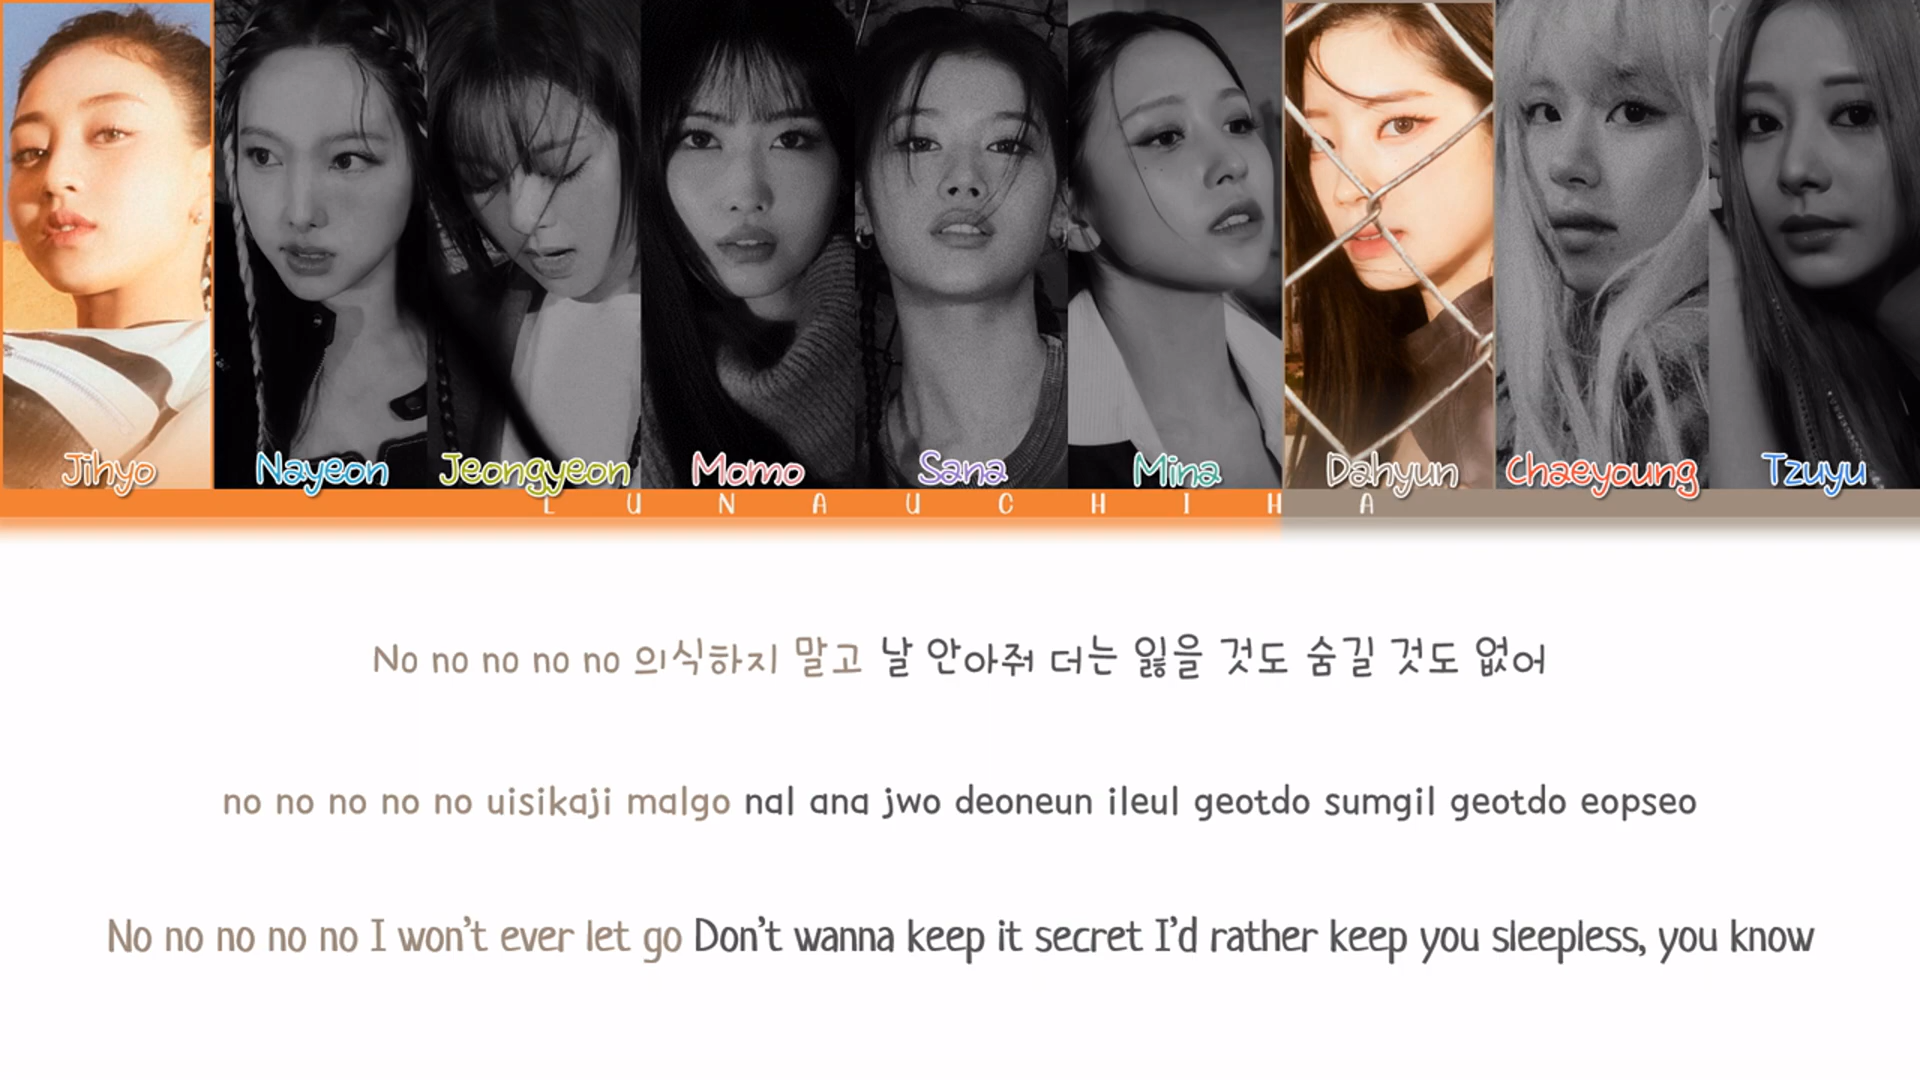 Jihyo Nayeon Jeongyeon Momo Sana Mina Dahyun Chaeyoung Tzuyu
L U N A U C H I H A
No no no no no 의식하지 말고 날 안아줘 더는 잃을 것도 숨길 것도 없어
no no no no no uisikaji malgo nal ana jwo deoneun ileul geotdo sumgil geotdo eopseo
No no no no no I won't ever let go Don't wanna keep it secret I'd rather keep you sleepless, you know